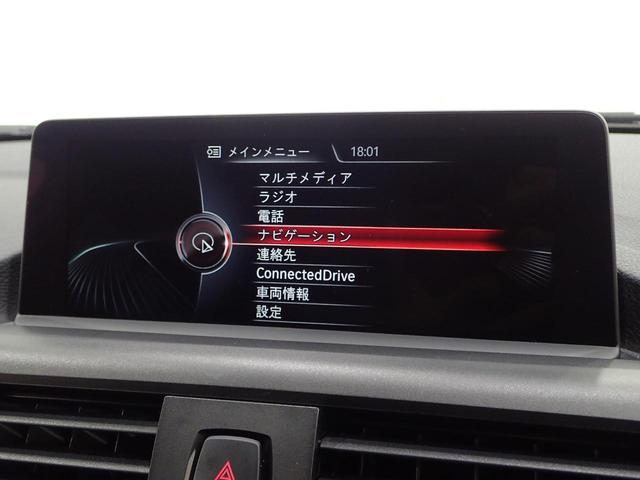 メインメニュー 18:01
マルチメディア
ラジオ
電話
ナビゲーション
連絡先
ConnectedDrive
車両情報
設定